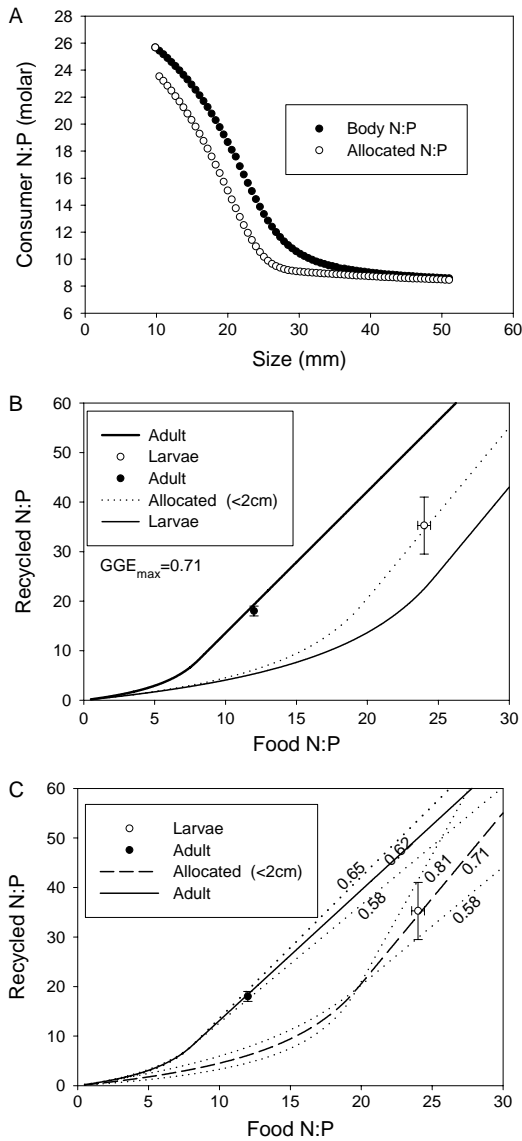 A
Consumer N:P (molar)
28
26
24
22
20
18
16
14
12
10
8
6
Body N:P
Allocated N:P
0 10 20 30 40 50 60
Size (mm)
B
Recycled N:P
60
50
40
30
20
10
0
Adult
Larvae
Adult
Allocated (<2cm)
Larvae
GGEmax=0.71
0 5 10 15 20 25 30
Food N:P
C
Recycled N:P
60
50
40
30
20
10
0
Larvae
Adult
Allocated (<2cm)
Adult
0.65
0.62
0.58
0.81
0.71
0.58
0 5 10 15 20 25 30
Food N:P